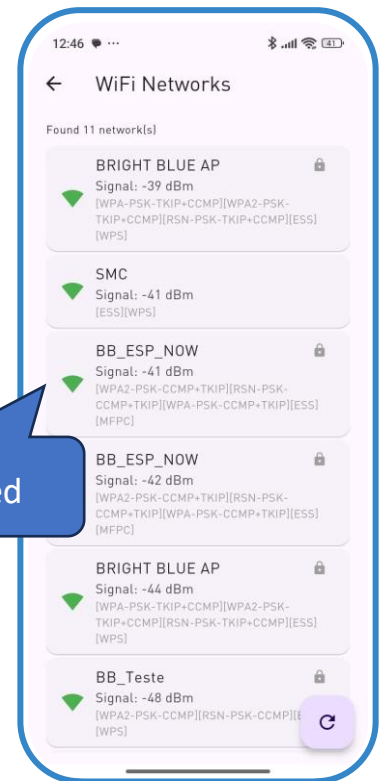 12:46
41
WiFi Networks
Found 11 network(s)
BRIGHT BLUE AP
Signal: -39 dBm
[WPA-PSK-TKIP+CCMP][WPA2-PSK-
TKIP+CCMP][RSN-PSK-TKIP+CCMP][ESS]
[WPS]
SMC
Signal: -41 dBm
[ESS][WPS]
BB_ESP_NOW
Signal: -41 dBm
[WPA2-PSK-CCMP+TKIP][RSN-PSK-
CCMP+TKIP][WPA-PSK-CCMP+TKIP][ESS]
[MFPC]
ed
BB_ESP_NOW
Signal: -42 dBm
[WPA2-PSK-CCMP+TKIP][RSN-PSK-
CCMP+TKIP][WPA-PSK-CCMP+TKIP][ESS]
[MFPC]
BRIGHT BLUE AP
Signal: -44 dBm
[WPA-PSK-TKIP+CCMP][WPA2-PSK-
TKIP+CCMP][RSN-PSK-TKIP+CCMP][ESS]
[WPS]
BB_Teste
Signal: -48 dBm
[WPA2-PSK-CCMP][RSN-PSK-CCMP][E
[WPS]